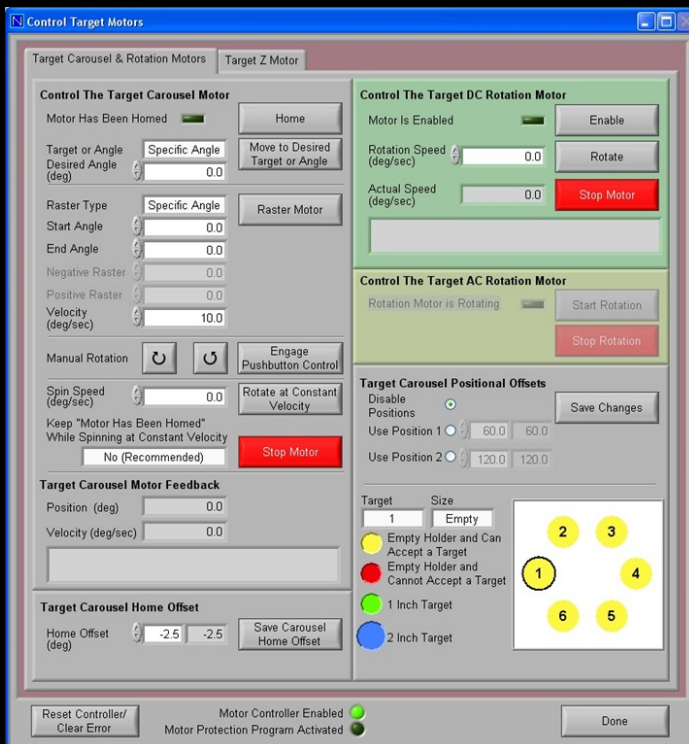 Control Target Motors
Target Carousel & Rotation Motors
Target Z Motor
Control The Target Carousel Motor
Motor Has Been Homed
Home
Target or Angle
Specific Angle
Move to Desired
Target or Angle
Desired Angle
(deg)
0.0
Raster Type
Specific Angle
Raster Motor
Start Angle
0.0
End Angle
0.0
Negative Raster
0.0
Positive Raster
0.0
Velocity
(deg/sec)
10.0
Manual Rotation
Engage
Pushbutton Control
Spin Speed
(deg/sec)
0.0
Rotate at Constant
Velocity
Keep "Motor Has Been Homed"
While Spinning at Constant Velocity
No (Recommended)
Stop Motor
Target Carousel Motor Feedback
Position (deg)
0.0
Velocity (deg/sec)
0.0
Target Carousel Home Offset
Home Offset
(deg)
-2.5
-2.5
Save Carousel
Home Offset
Control The Target DC Rotation Motor
Motor Is Enabled
Enable
Rotation Speed
(deg/sec)
0.0
Rotate
Actual Speed
(deg/sec)
0.0
Stop Motor
Control The Target AC Rotation Motor
Rotation Motor is Rotating
Start Rotation
Stop Rotation
Target Carousel Positional Offsets
Disable
Positions
Save Changes
Use Position 1
60.0
60.0
Use Position 2
120.0
120.0
Target
Size
1
Empty
Empty Holder and Can
Accept a Target
Empty Holder and
Cannot Accept a Target
1 Inch Target
2 Inch Target
2
3
1
4
6
5
Reset Controller/
Clear Error
Motor Controller Enabled
Motor Protection Program Activated
Done